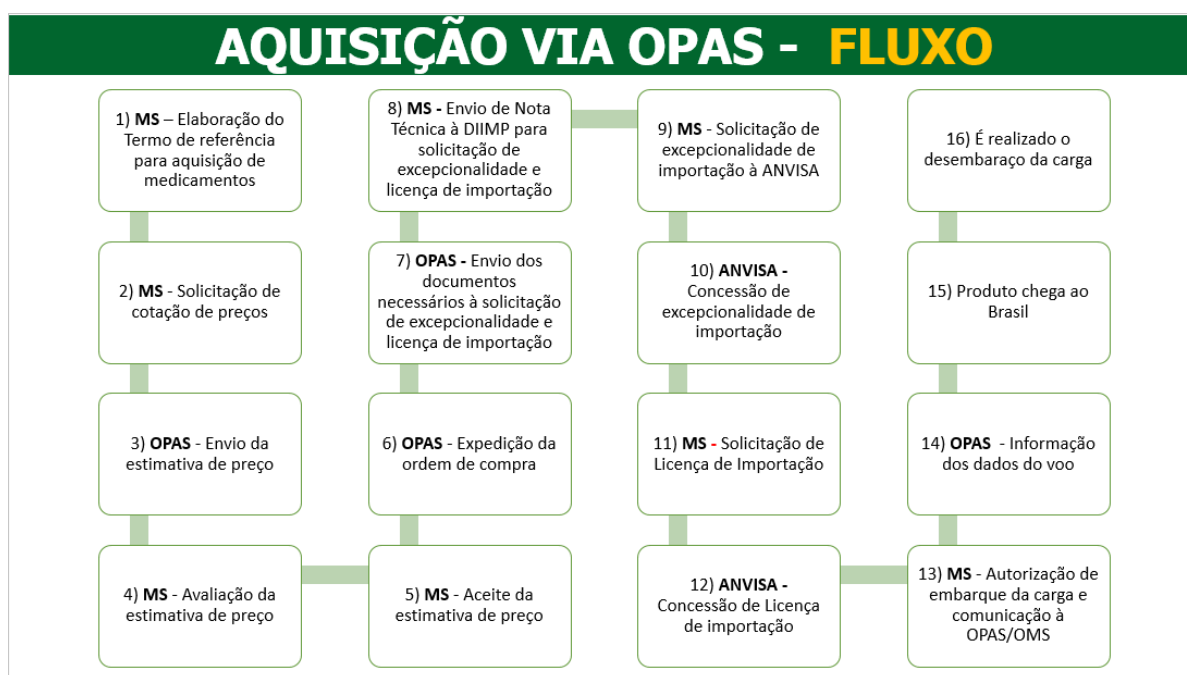 AQUISIÇÃO VIA OPAS - FLUXO
1) MS – Elaboração do
Termo de referência
para aquisição de
medicamentos
2) MS - Solicitação de
cotação de preços
3) OPAS - Envio da
estimativa de preço
4) MS - Avaliação da
estimativa de preço
5) MS - Aceite da
estimativa de preço
6) OPAS - Expedição da
ordem de compra
7) OPAS - Envio dos
documentos
necessários à solicitação
de excepcionalidade e
licença de importação
8) MS - Envio de Nota
Técnica à DIIMP para
solicitação de
excepcionalidade e
licença de importação
9) MS - Solicitação de
excepcionalidade de
importação à ANVISA
10) ANVISA -
Concessão de
excepcionalidade de
importação
11) MS - Solicitação de
Licença de Importação
12) ANVISA -
Concessão de Licença
de importação
13) MS - Autorização de
embarque da carga e
comunicação à
OPAS/OMS
14) OPAS - Informação
dos dados do voo
15) Produto chega ao
Brasil
16) É realizado o
desembaraço da carga